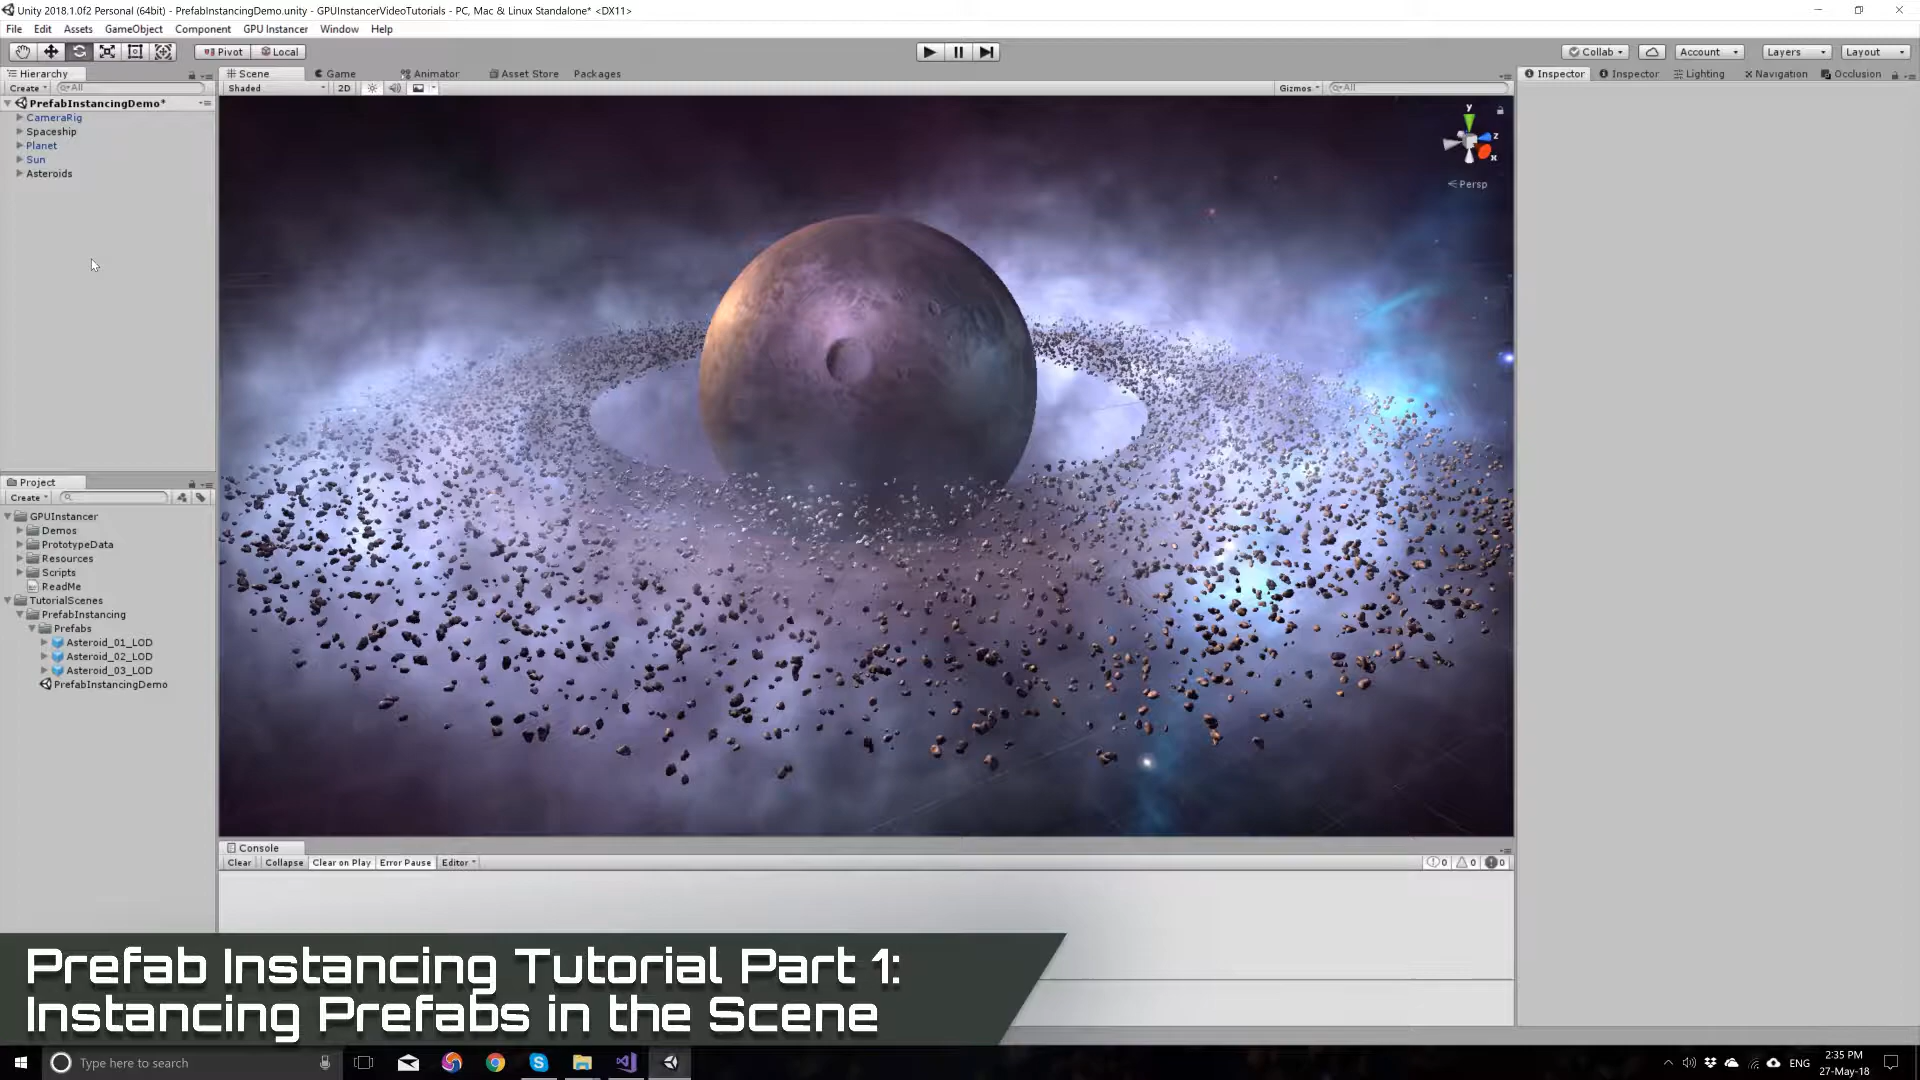 Unity 2018.1.0f2 Personal (64bit) - PrefabInstancingDemo.unity - GPUInstancerVideoTutorials - PC, Mac & Linux Standalone* <DX11>
File Edit Assets GameObject Component GPU Instancer Window Help
Pivot Local Collab Account Layers Layout
Hierarchy Scene Game Animator Asset Store Packages Inspector Inspector Lighting Navigation Occlusion
Create All Shaded 2D Gizmos All
PrefabInstancingDemo*
CameraRig
Spaceship
Planet
Sun
Asteroids
y
z
x
Persp
Project
Create
GPUInstancer
Demos
PrototypeData
Resources
Scripts
ReadMe
TutorialScenes
PrefabInstancing
Prefabs
Asteroid_01_LOD
Asteroid_02_LOD
Asteroid_03_LOD
PrefabInstancingDemo
Console
Clear Collapse Clear on Play Error Pause Editor 0 0 0
Prefab Instancing Tutorial Part 1:
Instancing Prefabs in the Scene
Type here to search
ENG
2:35 PM
27-May-18